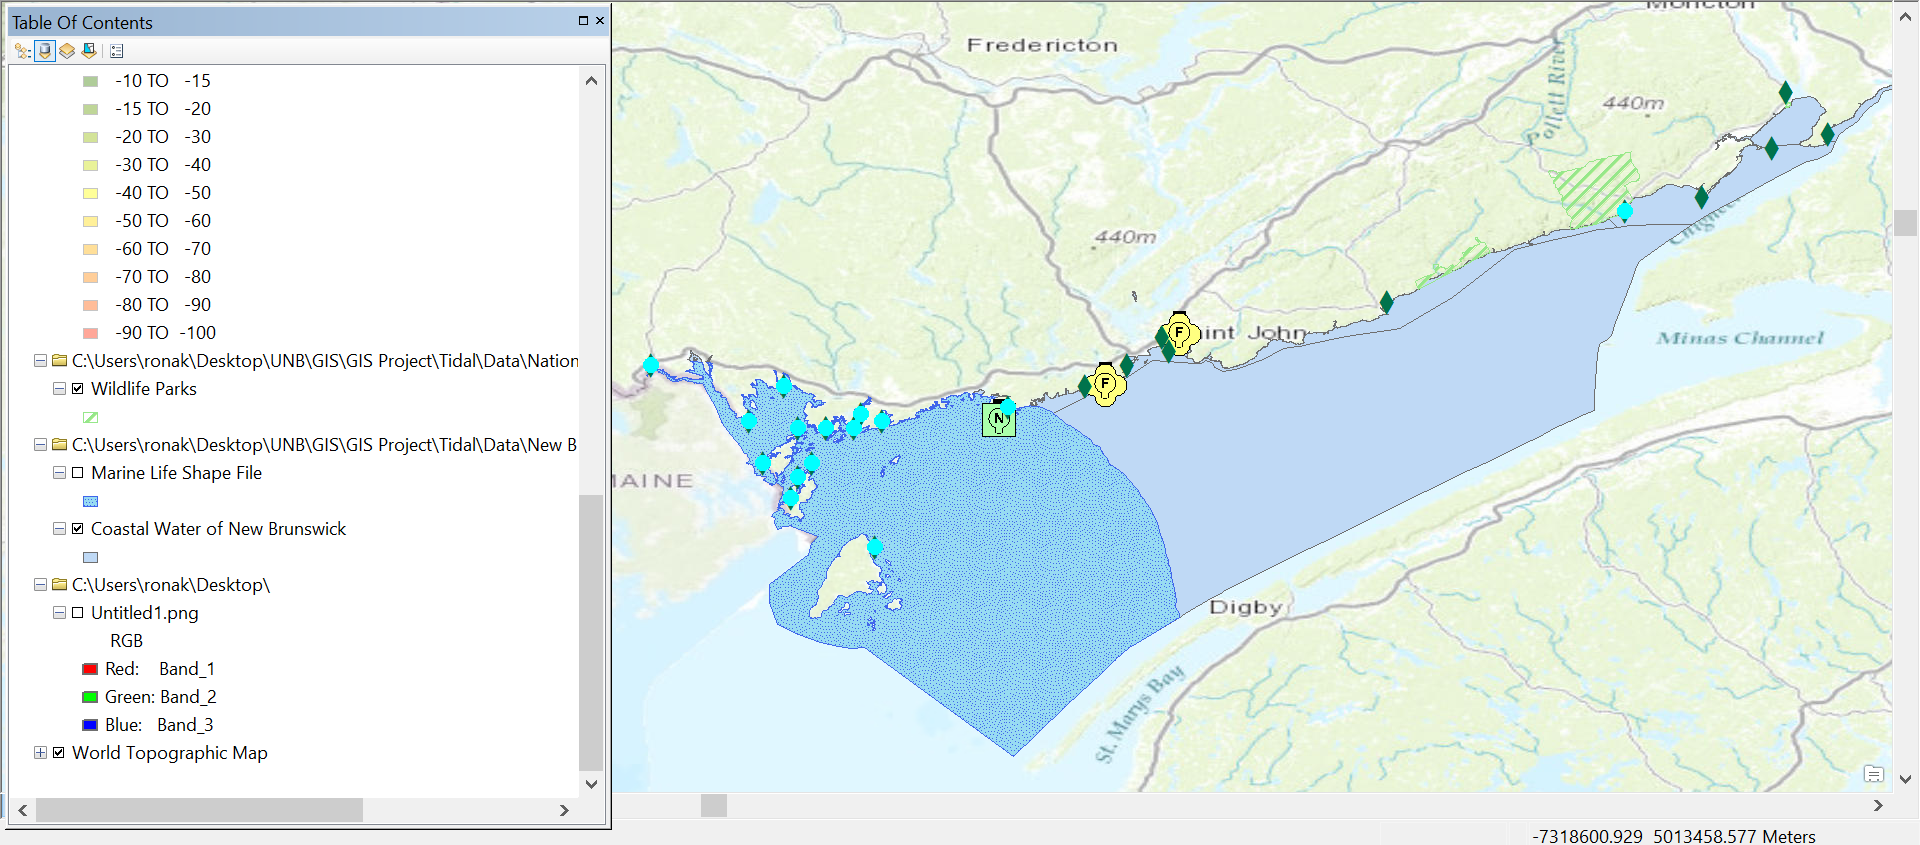 Table Of Contents
-10 TO -15
-15 TO -20
-20 TO -30
-30 TO -40
-40 TO -50
-50 TO -60
-60 TO -70
-70 TO -80
-80 TO -90
-90 TO -100
C:\Users\ronak\Desktop\UNB\GIS\GIS Project\Tidal\Data\Nation
Wildlife Parks
C:\Users\ronak\Desktop\UNB\GIS\GIS Project\Tidal\Data\New B
Marine Life Shape File
Coastal Water of New Brunswick
C:\Users\ronak\Desktop\
Untitled1.png
RGB
Red: Band_1
Green: Band_2
Blue: Band_3
World Topographic Map
Moncton
Fredericton
Pollett River
440m
440m
F
int John
Minas Channel
F
N
MAINE
Digby
St. Marys Bay
-7318600.929 5013458.577 Meters